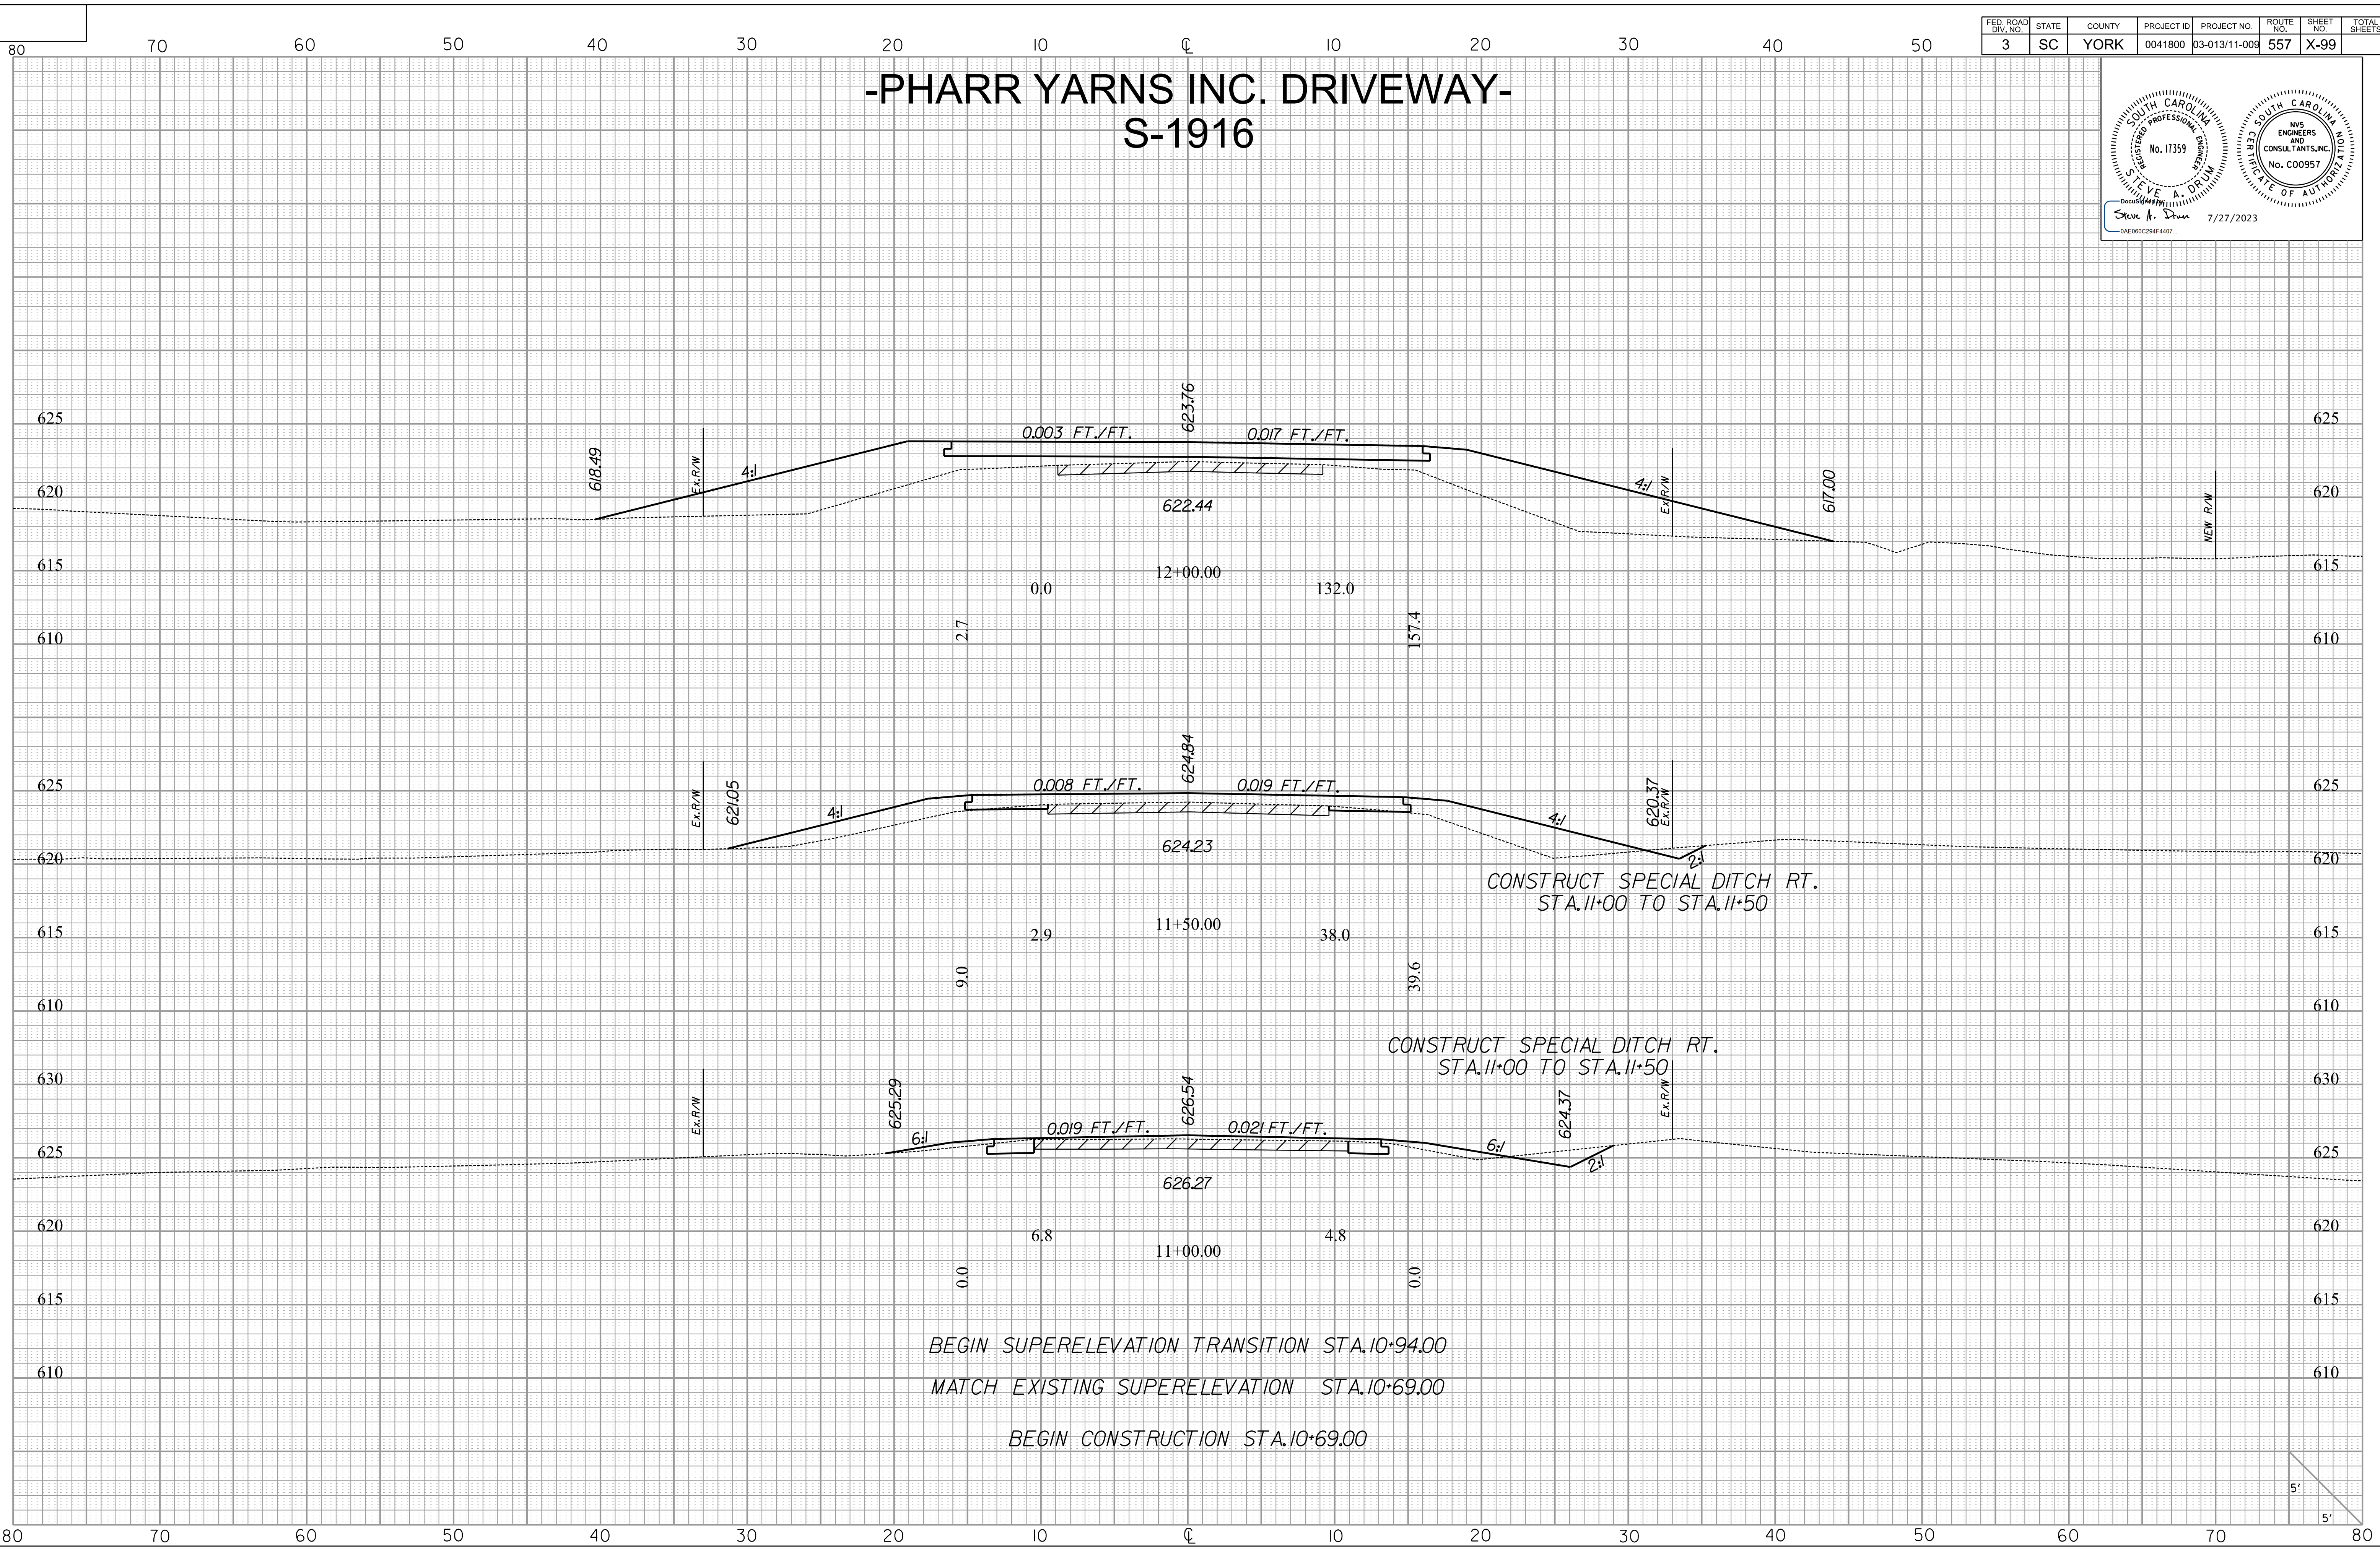 FED. ROAD DIV. NO. STATE COUNTY PROJECT ID PROJECT NO. ROUTE NO. SHEET NO. TOTAL SHEETS
3 SC YORK 0041800 03-013/11-009 557 X-99
80 70 60 50 40 30 20 10 ℄ 10 20 30 40 50
-PHARR YARNS INC. DRIVEWAY-
S-1916
SOUTH CAROLINA
REGISTERED PROFESSIONAL ENGINEER
No. 17359
STEVE A. DRUM
SOUTH CAROLINA
CERTIFICATE OF AUTHORIZATION
NV5
ENGINEERS
AND
CONSULTANTS,INC.
No. C00957
DocuSigned by:
Steve A. Drum
7/27/2023
0AE060C294F4407...
623.76
625 0.003 FT./FT. 0.017 FT./FT. 625
618.49 Ex.R/W 4:1 4:1 Ex.R/W 617.00 NEW R/W
620 620
622.44
615 12+00.00 615
0.0 132.0
2.7 157.4
610 610
624.84
625 0.008 FT./FT. 0.019 FT./FT. 625
Ex.R/W 621.05 4:1 4:1 620.37 Ex.R/W
624.23
620 2:1 620
CONSTRUCT SPECIAL DITCH RT.
STA.11+00 TO STA.11+50
11+50.00
615 2.9 38.0 615
9.0 39.6
610 610
CONSTRUCT SPECIAL DITCH RT.
STA.11+00 TO STA.11+50
630 630
Ex.R/W 625.29 626.54 624.37 Ex.R/W
0.019 FT./FT. 0.021 FT./FT.
6:1 6:1
625 2:1 625
626.27
620 620
6.8 4.8
11+00.00
0.0 0.0
615 615
BEGIN SUPERELEVATION TRANSITION STA.10+94.00
610 610
MATCH EXISTING SUPERELEVATION STA.10+69.00
BEGIN CONSTRUCTION STA.10+69.00
5'
5'
80 70 60 50 40 30 20 10 ℄ 10 20 30 40 50 60 70 80